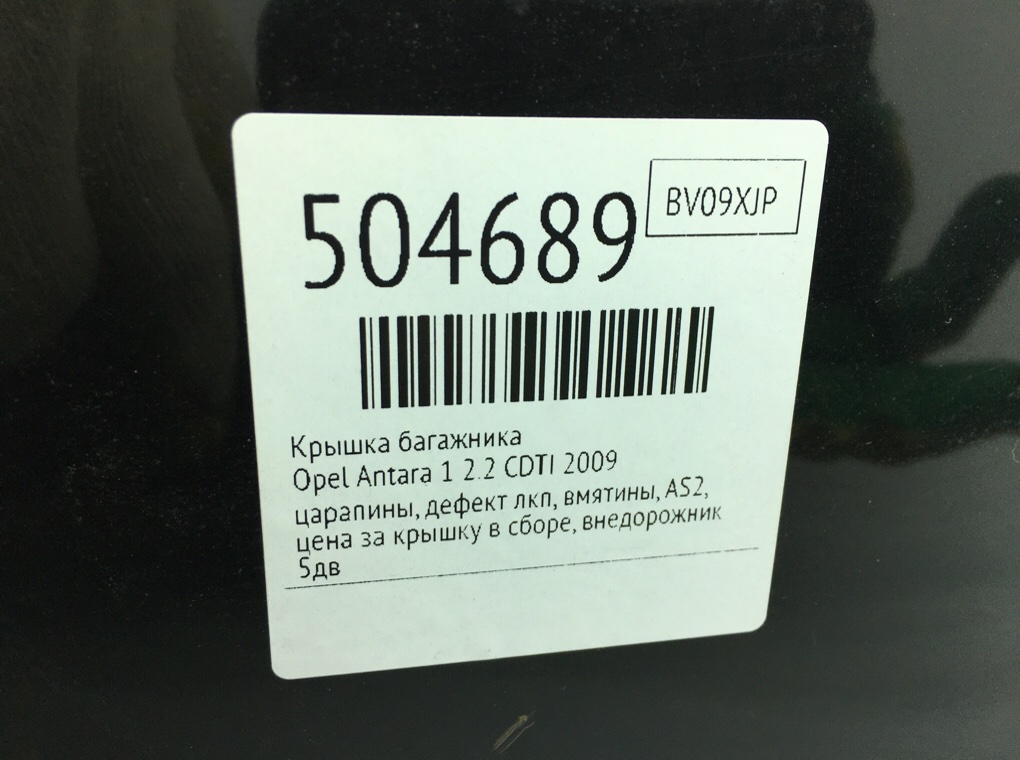 504689
BV09XJP
Крышка багажника
Opel Antara 1 2.2 CDTI 2009
царапины, дефект лкп, вмятины, AS2,
цена за крышку в сборе, внедорожник
5дв